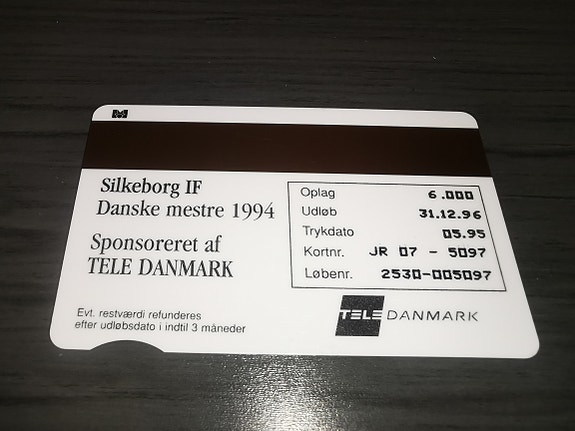 Silkeborg IF
Danske mestre 1994
Sponsoreret af
TELE DANMARK
Evt. restværdi refunderes
efter udløbsdato i indtil 3 måneder
Oplag 6.000
Udløb 31.12.96
Trykdato 05.95
Kortnr. JR 07 - 5097
Løbenr. 2530-005097
TELE DANMARK